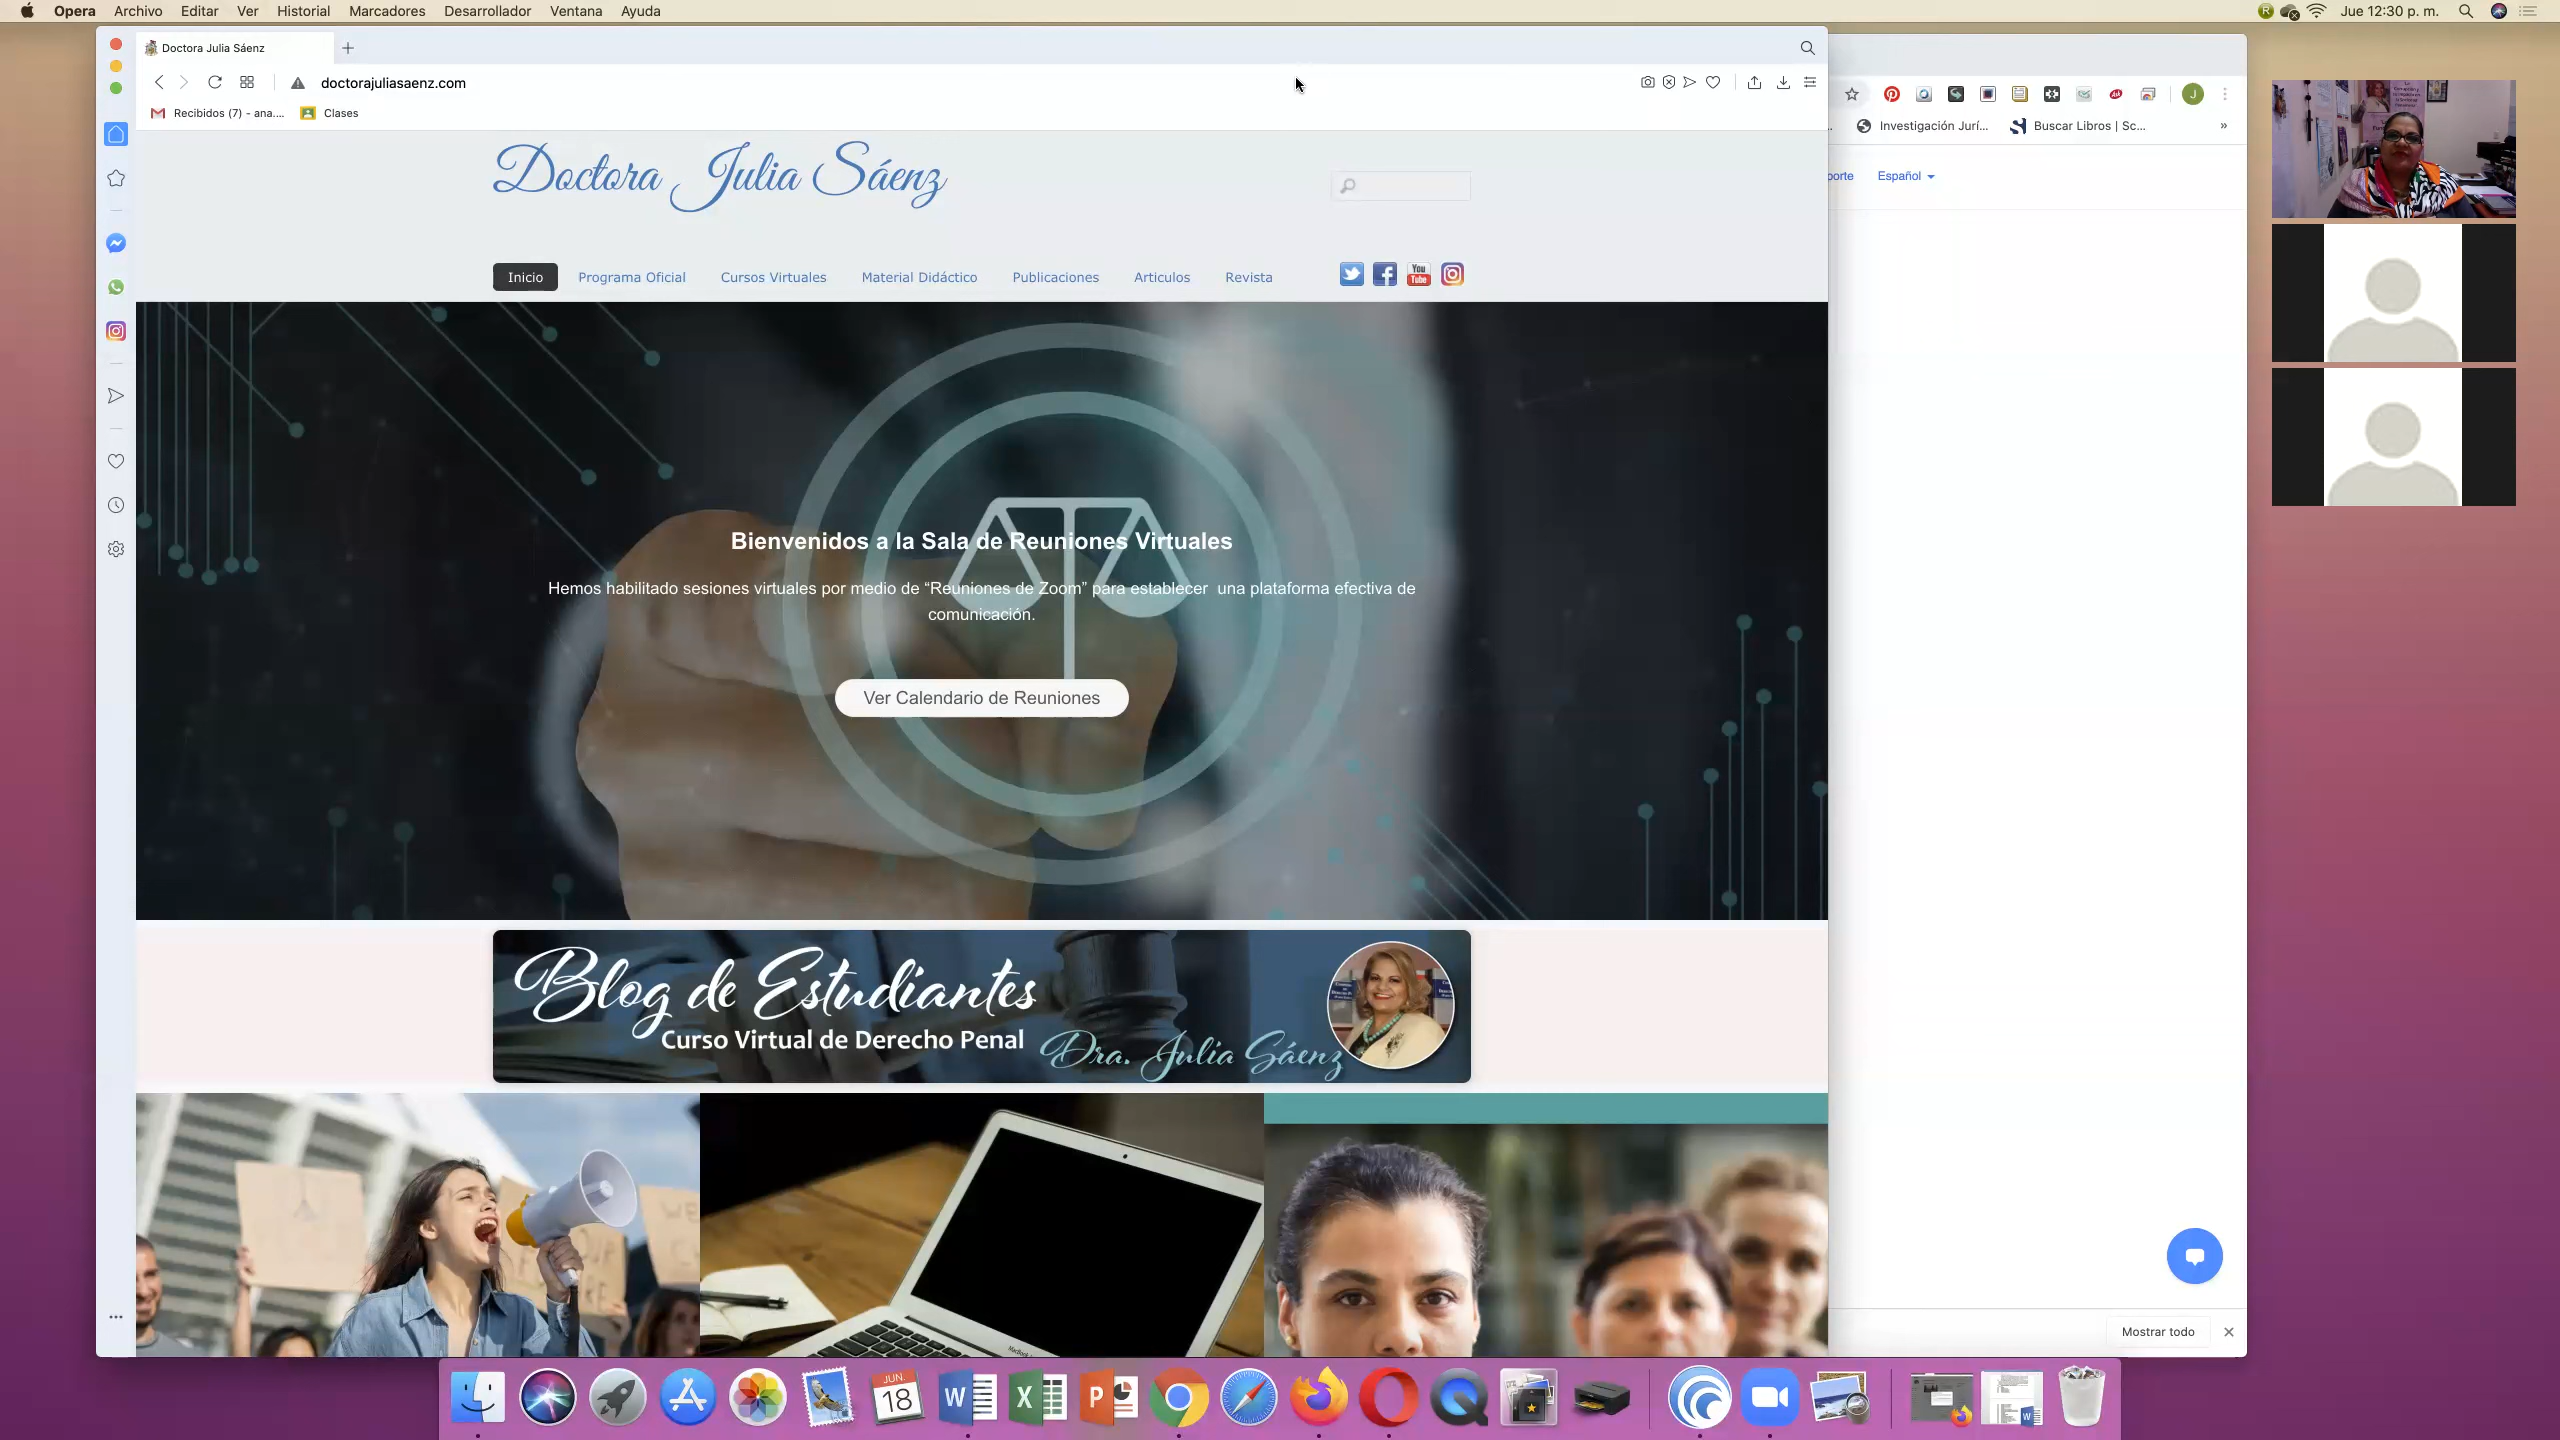 Opera Archivo Editar Ver Historial Marcadores Desarrollador Ventana Ayuda
Jue 12:30 p. m.
Doctora Julia Sáenz
doctorajuliasaenz.com
Recibidos (7) - ana.... Clases
J
Investigación Jurí... Buscar Libros | Sc... »
porte Español
Doctora Julia Sáenz
Inicio Programa Oficial Cursos Virtuales Material Didáctico Publicaciones Articulos Revista
You
Tube
Bienvenidos a la Sala de Reuniones Virtuales
Hemos habilitado sesiones virtuales por medio de “Reuniones de Zoom” para establecer una plataforma efectiva de
comunicación.
Ver Calendario de Reuniones
Blog de Estudiantes
Curso Virtual de Derecho Penal
Dra. Julia Sáenz
Mostrar todo
JUN.
18